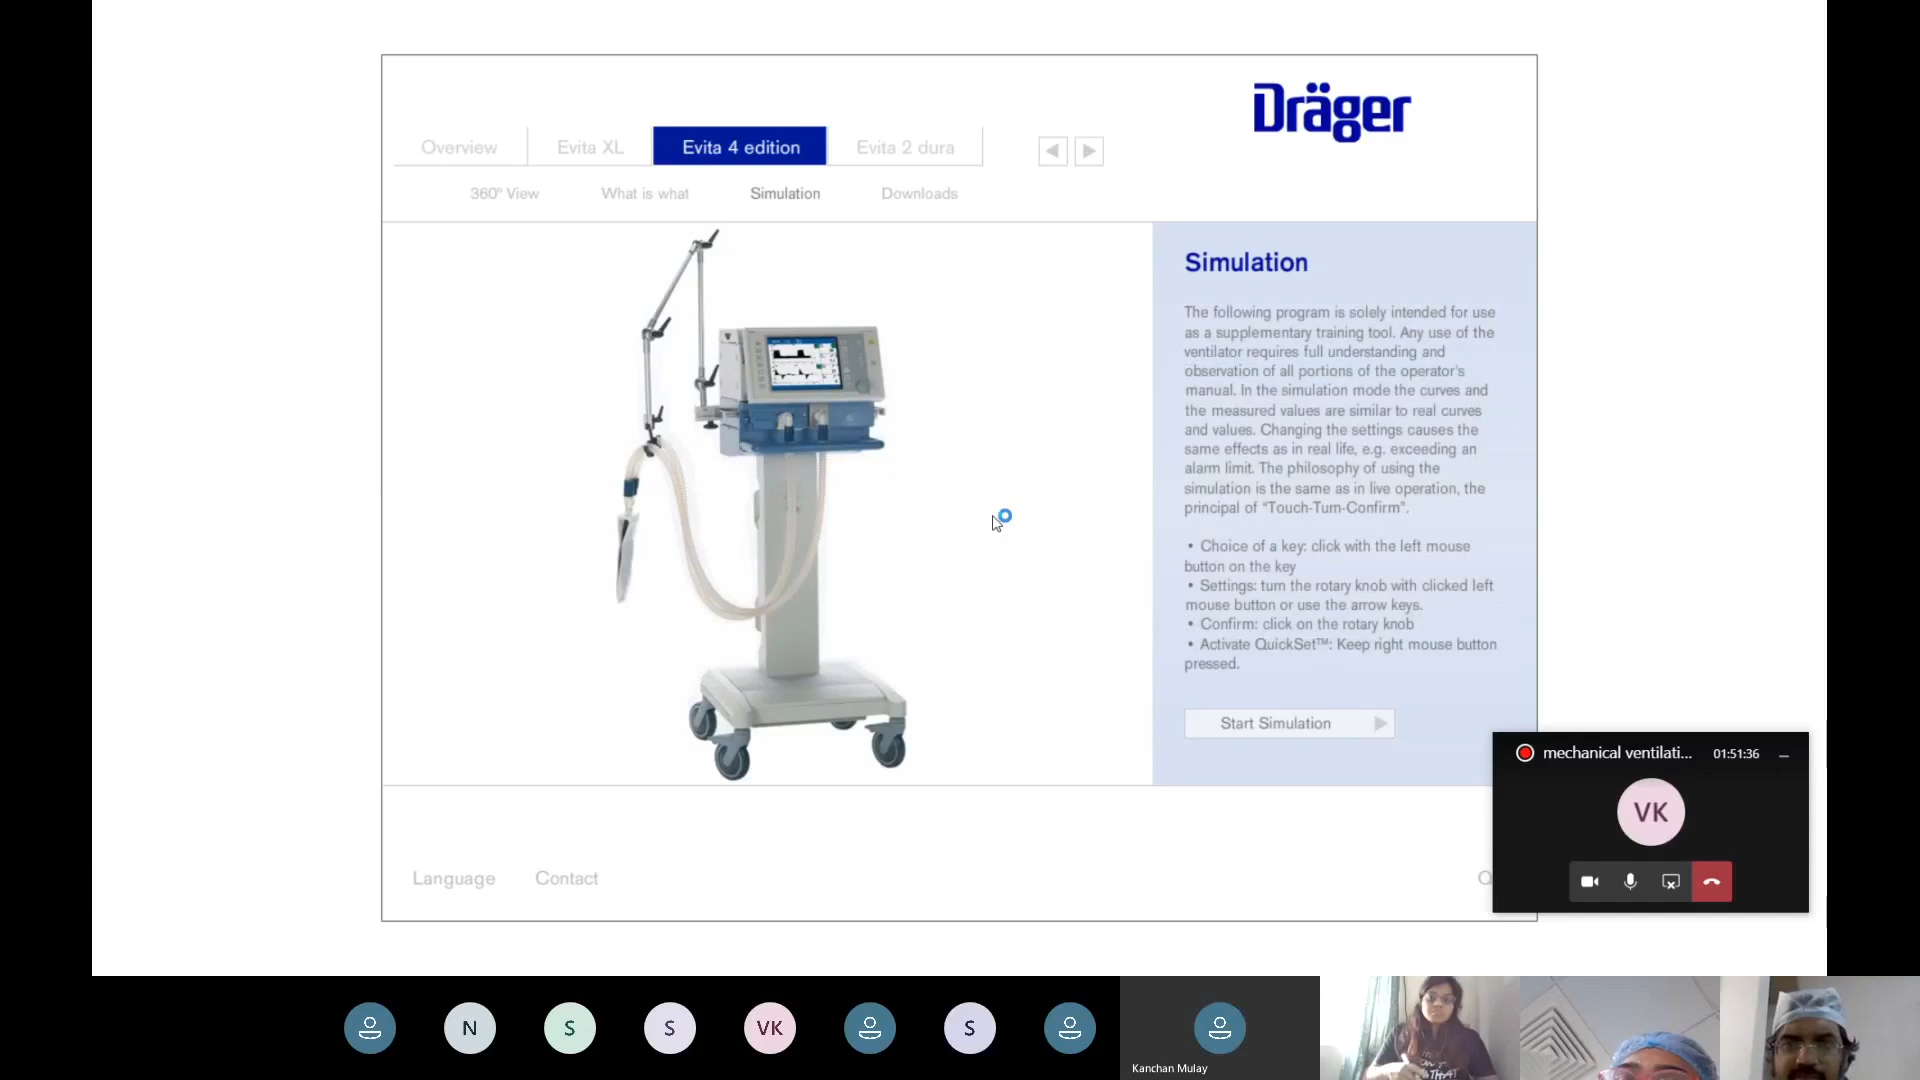 Dräger
Overview
Evita XL
Evita 4 edition
Evita 2 dura
360° View
What is what
Simulation
Downloads
Simulation
The following program is solely intended for use
as a supplementary training tool. Any use of the
ventilator requires full understanding and
observation of all portions of the operator's
manual. In the simulation mode the curves and
the measured values are similar to real curves
and values. Changing the settings causes the
same effects as in real life, e.g. exceeding an
alarm limit. The philosophy of using the
simulation is the same as in live operation, the
principal of “Touch-Turn-Confirm”.
• Choice of a key: click with the left mouse
button on the key
• Settings: turn the rotary knob with clicked left
mouse button or use the arrow keys.
• Confirm: click on the rotary knob
• Activate QuickSet™: Keep right mouse button
pressed.
Start Simulation
mechanical ventilati...
01:51:36
VK
Language
Contact
N
S
S
VK
S
Kanchan Mulay